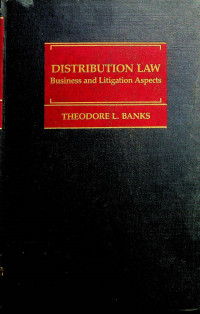 DISTRIBUTION LAW
Business and Litigation Aspects
THEODORE L. BANKS